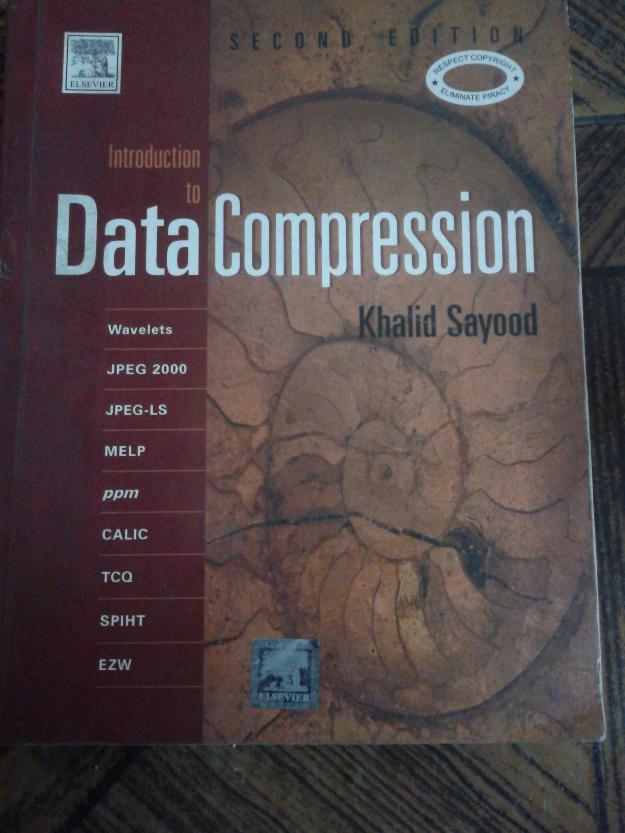 SECOND EDITION
ELSEVIER
RESPECT COPYRIGHT
ELIMINATE PIRACY
Introduction
to
Data Compression
Khalid Sayood
Wavelets
JPEG 2000
JPEG-LS
MELP
ppm
CALIC
TCQ
SPIHT
EZW
ELSEVIER